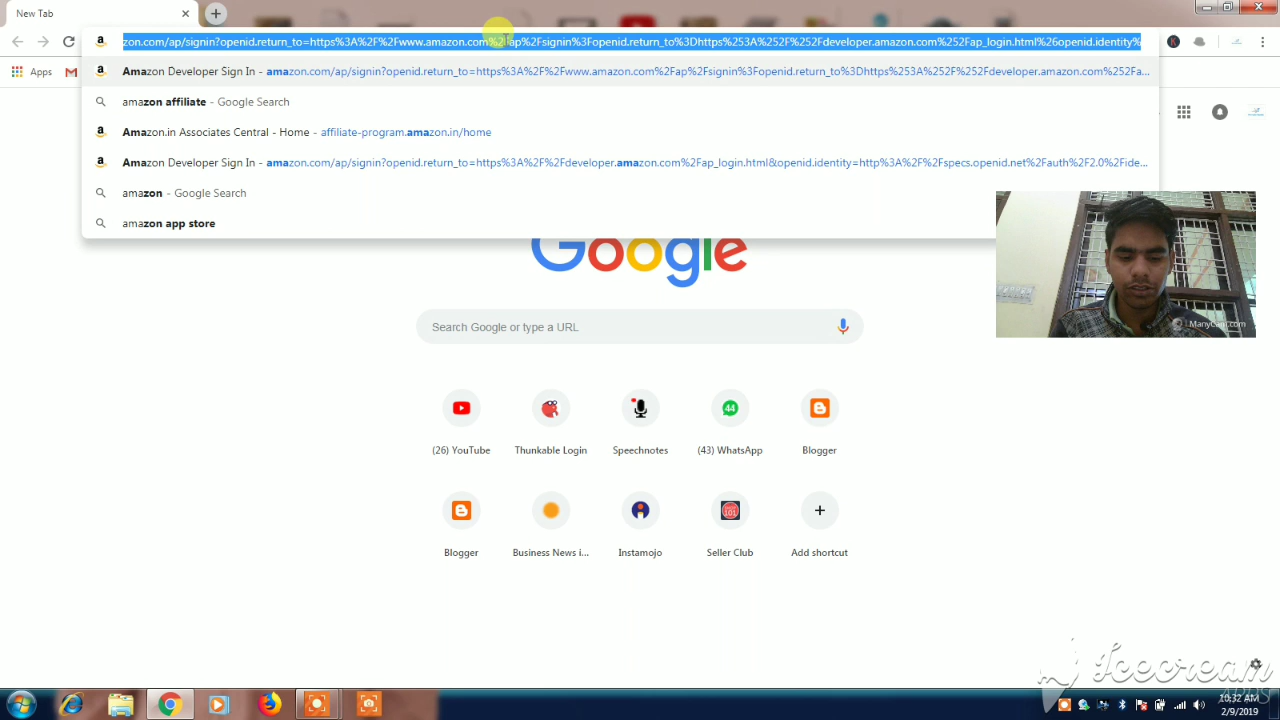 New Tab
zon.com/ap/signin?openid.return_to=https%3A%2F%2Fwww.amazon.com%2Fap%2Fsignin%3Fopenid.return_to%3Dhttps%253A%252F%252Fdeveloper.amazon.com%252Fap_login.html%26openid.identity%
Amazon Developer Sign In - amazon.com/ap/signin?openid.return_to=https%3A%2F%2Fwww.amazon.com%2Fap%2Fsignin%3Fopenid.return_to%3Dhttps%253A%252F%252Fdeveloper.amazon.com%252Fa...
Apps
amazon affiliate - Google Search
Amazon.in Associates Central - Home - affiliate-program.amazon.in/home
Amazon Developer Sign In - amazon.com/ap/signin?openid.return_to=https%3A%2F%2Fdeveloper.amazon.com%2Fap_login.html&openid.identity=http%3A%2F%2Fspecs.openid.net%2Fauth%2F2.0%2Fide...
amazon - Google Search
amazon app store
Google
ManyCam.com
Search Google or type a URL
44
(26) YouTube
Thunkable Login
Speechnotes
(43) WhatsApp
Blogger
Blogger
Business News i...
Instamojo
Seller Club
Add shortcut
Icecream
APPS
10:32 AM
2/9/2019